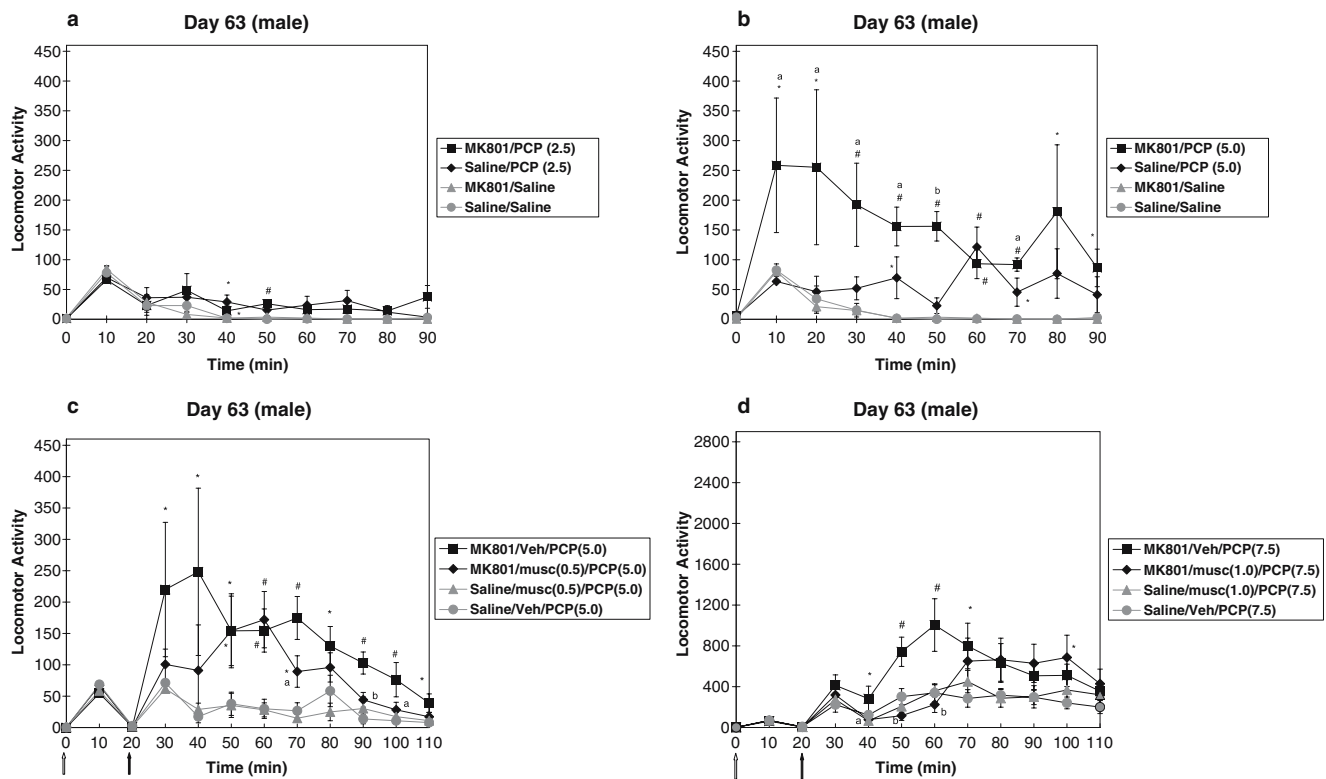 a
Day 63 (male)
450
400
350
300
250
200
150
100
50
0
Locomotor Activity
*
#
*
0 10 20 30 40 50 60 70 80 90
Time (min)
MK801/PCP (2.5)
Saline/PCP (2.5)
MK801/Saline
Saline/Saline
b
Day 63 (male)
450
400
350
300
250
200
150
100
50
0
Locomotor Activity
a
*
a
*
a
#
a
#
*
b
#
#
#
a
#
*
*
*
0 10 20 30 40 50 60 70 80 90
Time (min)
MK801/PCP (5.0)
Saline/PCP (5.0)
MK801/Saline
Saline/Saline
c
Day 63 (male)
450
400
350
300
250
200
150
100
50
0
Locomotor Activity
*
*
*
*
#
#
#
*
a
*
#
b
#
a
*
0 10 20 30 40 50 60 70 80 90 100 110
Time (min)
MK801/Veh/PCP(5.0)
MK801/musc(0.5)/PCP(5.0)
Saline/musc(0.5)/PCP(5.0)
Saline/Veh/PCP(5.0)
d
Day 63 (male)
2800
2400
2000
1600
1200
800
400
0
Locomotor Activity
*
a
#
b
#
b
*
*
0 10 20 30 40 50 60 70 80 90 100 110
Time (min)
MK801/Veh/PCP(7.5)
MK801/musc(1.0)/PCP(7.5)
Saline/musc(1.0)/PCP(7.5)
Saline/Veh/PCP(7.5)